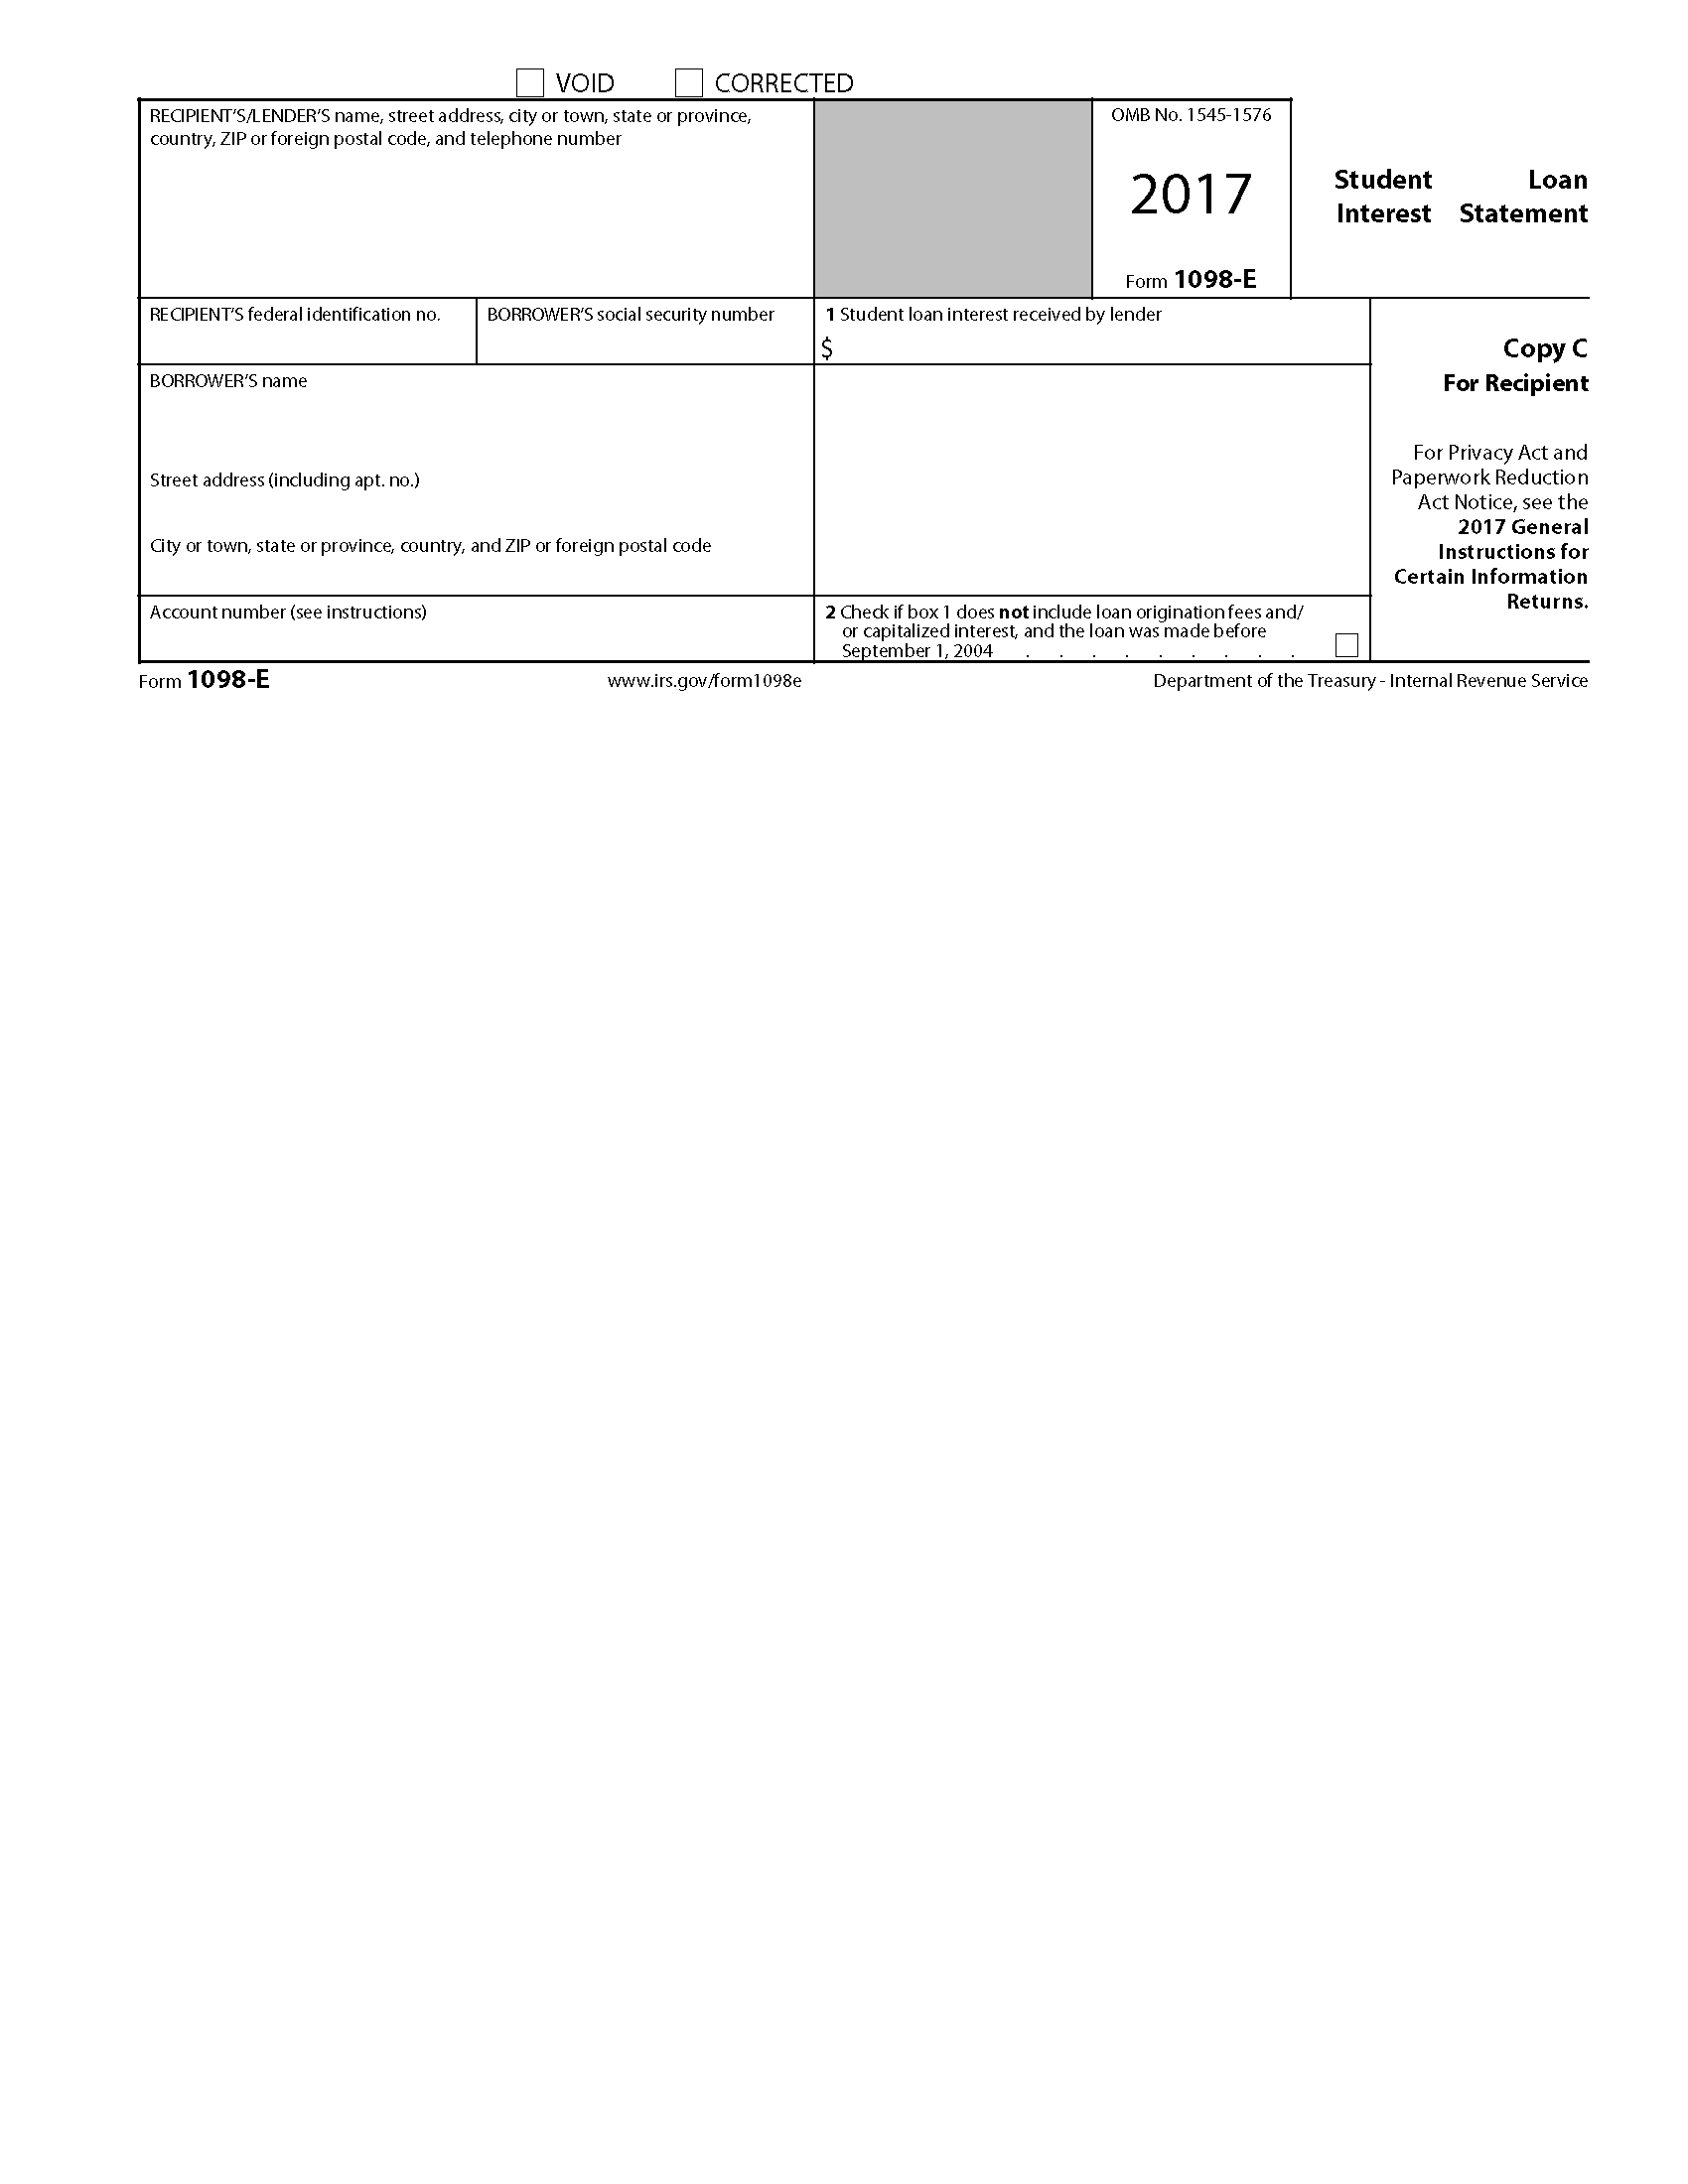 VOID CORRECTED
RECIPIENT'S/LENDER'S name, street address, city or town, state or province,
country, ZIP or foreign postal code, and telephone number
OMB No. 1545-1576
2017
Form 1098-E
Student Loan
Interest Statement
RECIPIENT'S federal identification no.
BORROWER'S social security number
1 Student loan interest received by lender
$
Copy C
For Recipient
BORROWER'S name
Street address (including apt. no.)
City or town, state or province, country, and ZIP or foreign postal code
For Privacy Act and
Paperwork Reduction
Act Notice, see the
2017 General
Instructions for
Certain Information
Returns.
Account number (see instructions)
2 Check if box 1 does not include loan origination fees and/
or capitalized interest, and the loan was made before
September 1, 2004 . . . . . . . . .
Form 1098-E
www.irs.gov/form1098e
Department of the Treasury - Internal Revenue Service